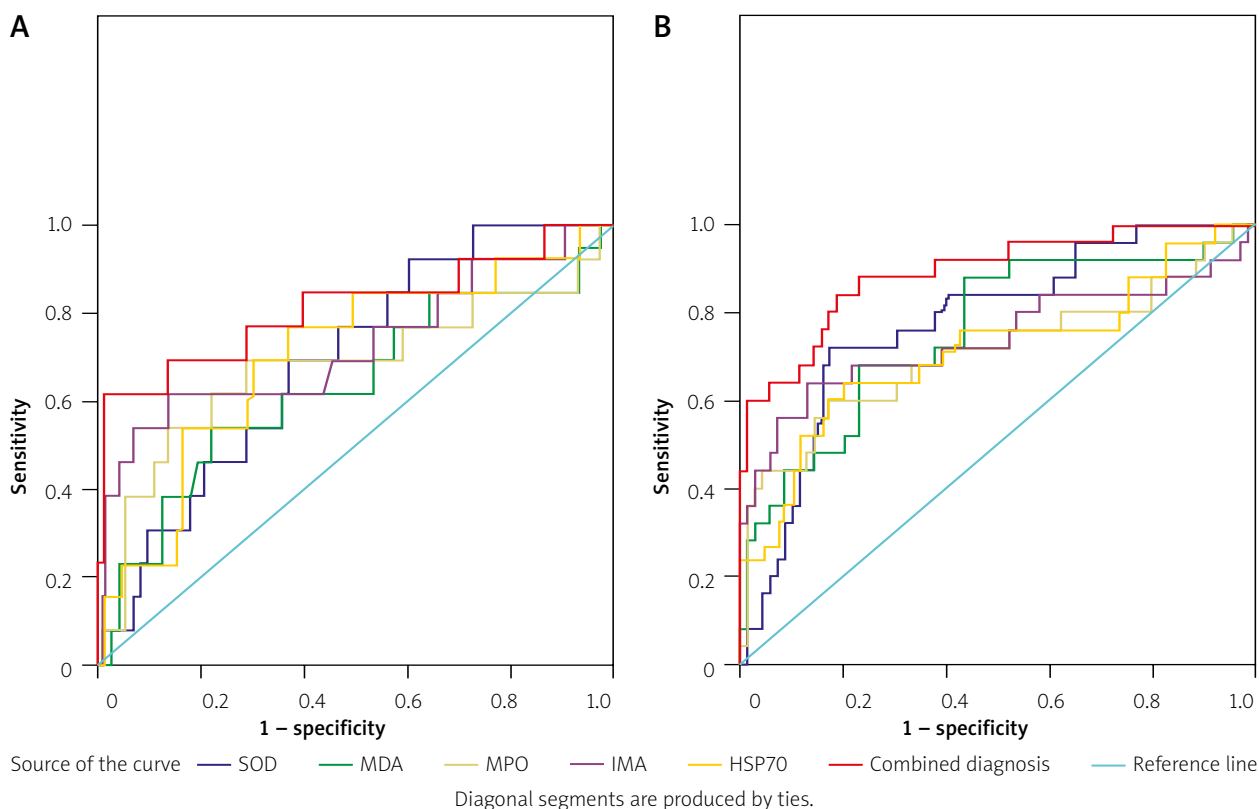 A
B
1.0
0.8
0.6
0.4
0.2
0
Sensitivity
0 0.2 0.4 0.6 0.8 1.0
1 – specificity
1.0
0.8
0.6
0.4
0.2
0
Sensitivity
0 0.2 0.4 0.6 0.8 1.0
1 – specificity
Source of the curve SOD MDA MPO IMA HSP70 Combined diagnosis Reference line
Diagonal segments are produced by ties.